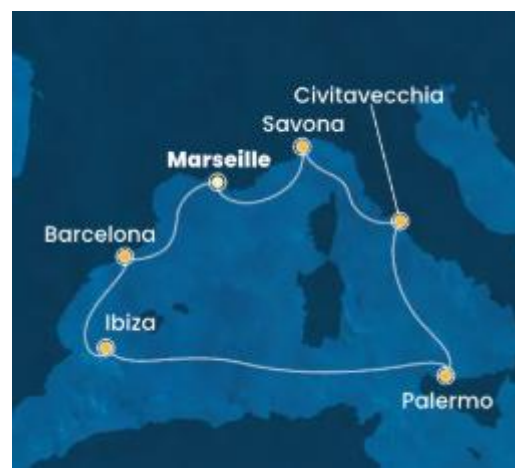 Civitavecchia
Savona
Marseille
Barcelona
Ibiza
Palermo